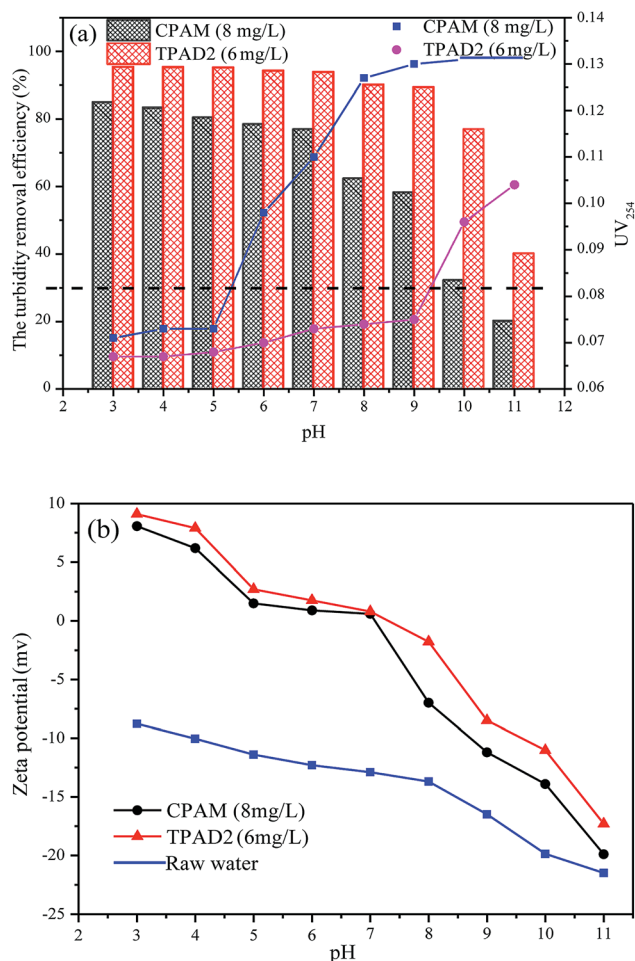 (a)
CPAM (8 mg/L)
TPAD2 (6 mg/L)
CPAM (8 mg/L)
TPAD2 (6 mg/L)
The turbidity removal efficiency (%)
100
80
60
40
20
0
0.14
0.13
0.12
0.11
0.10
0.09
0.08
0.07
0.06
UV254
2 3 4 5 6 7 8 9 10 11 12
pH
(b)
Zeta potential (mv)
10
5
0
-5
-10
-15
-20
-25
CPAM (8mg/L)
TPAD2 (6mg/L)
Raw water
2 3 4 5 6 7 8 9 10 11
pH